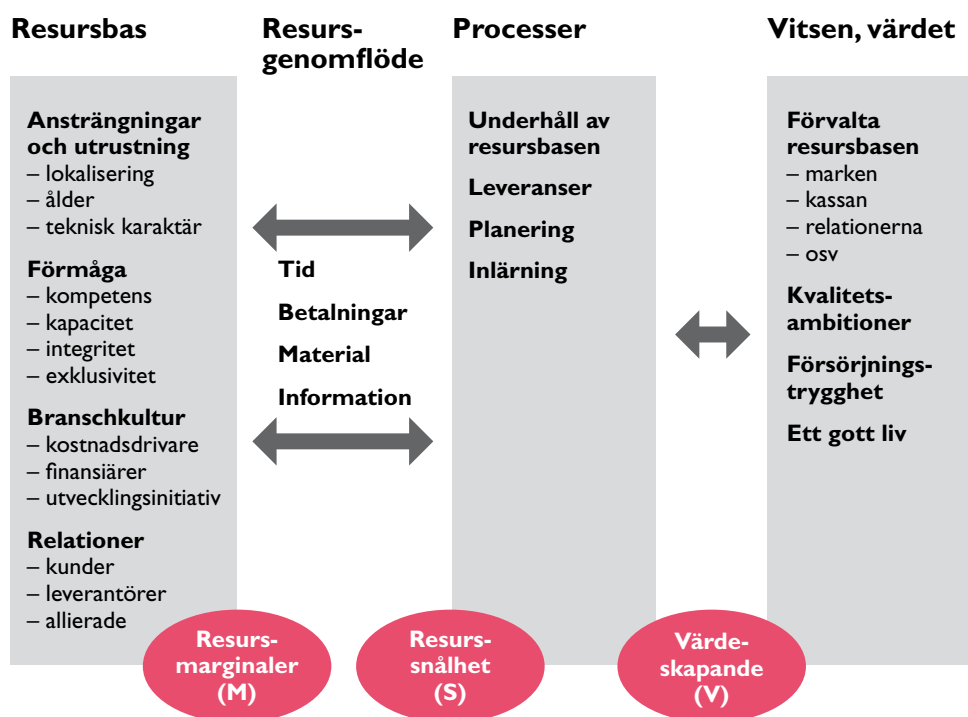 Resursbas
Resurs-
genomflöde
Processer
Vitsen, värdet
Ansträngningar
och utrustning
– lokalisering
– ålder
– teknisk karaktär
Förmåga
– kompetens
– kapacitet
– integritet
– exklusivitet
Branschkultur
– kostnadsdrivare
– finansiärer
– utvecklingsinitiativ
Relationer
– kunder
– leverantörer
– allierade
Tid
Betalningar
Material
Information
Underhåll av
resursbasen
Leveranser
Planering
Inlärning
Förvalta
resursbasen
– marken
– kassan
– relationerna
– osv
Kvalitets-
ambitioner
Försörjnings-
trygghet
Ett gott liv
Resurs-
marginaler
(M)
Resurs-
snålhet
(S)
Värde-
skapande
(V)